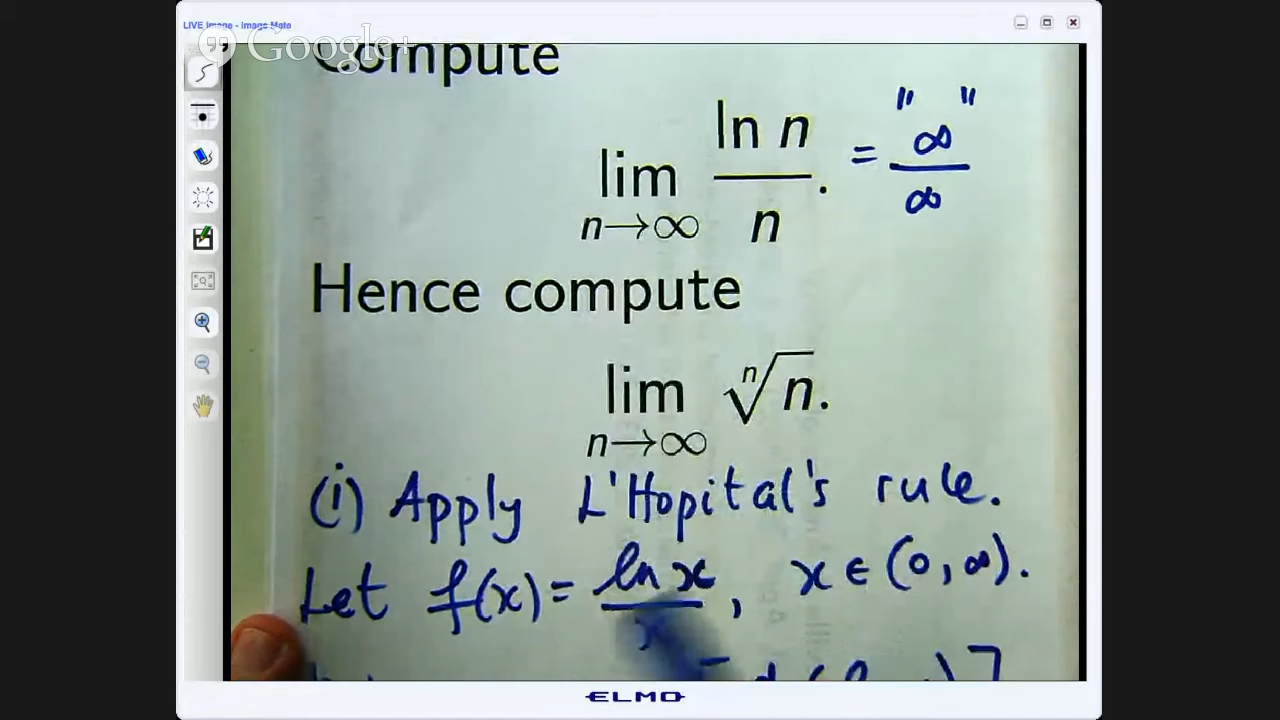 LIVE Image - Image Mate
Google+
Compute
lim n→∞ ln n / n. = "∞/∞"
Hence compute
lim n→∞ ⁿ√n.
(i) Apply L'Hopital's rule.
Let f(x) = ln x / x, x ∈ (0, ∞).
ELMO